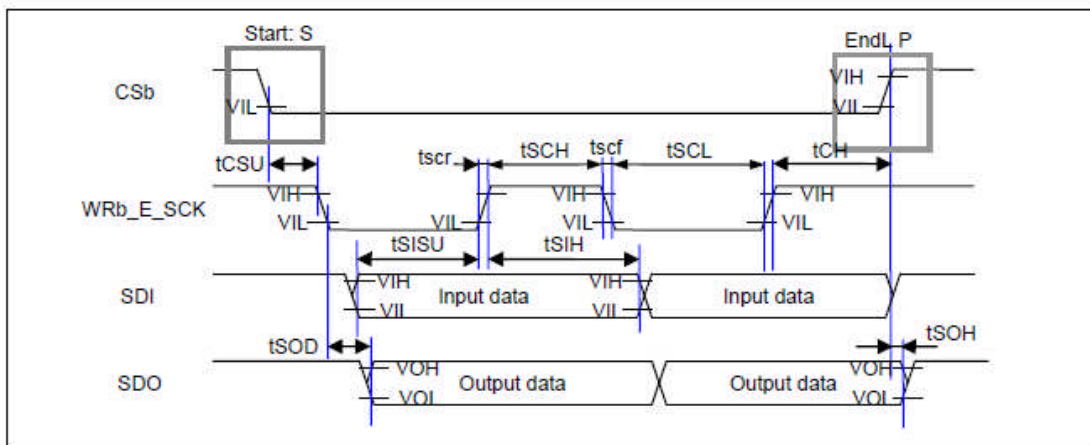 Start: S
EndL P
VIH
CSb
VIL
VIL
tCSU
tscr
tSCH
tscf
tSCL
tCH
VIH
VIH
VIH
WRb_E_SCK
VIL
VIL
VIL
VIL
tSISU
tSIH
VIH
VIH
SDI
Input data
Input data
VIL
VIL
tSOD
tSOH
VOH
VOH
SDO
Output data
Output data
VOL
VOL